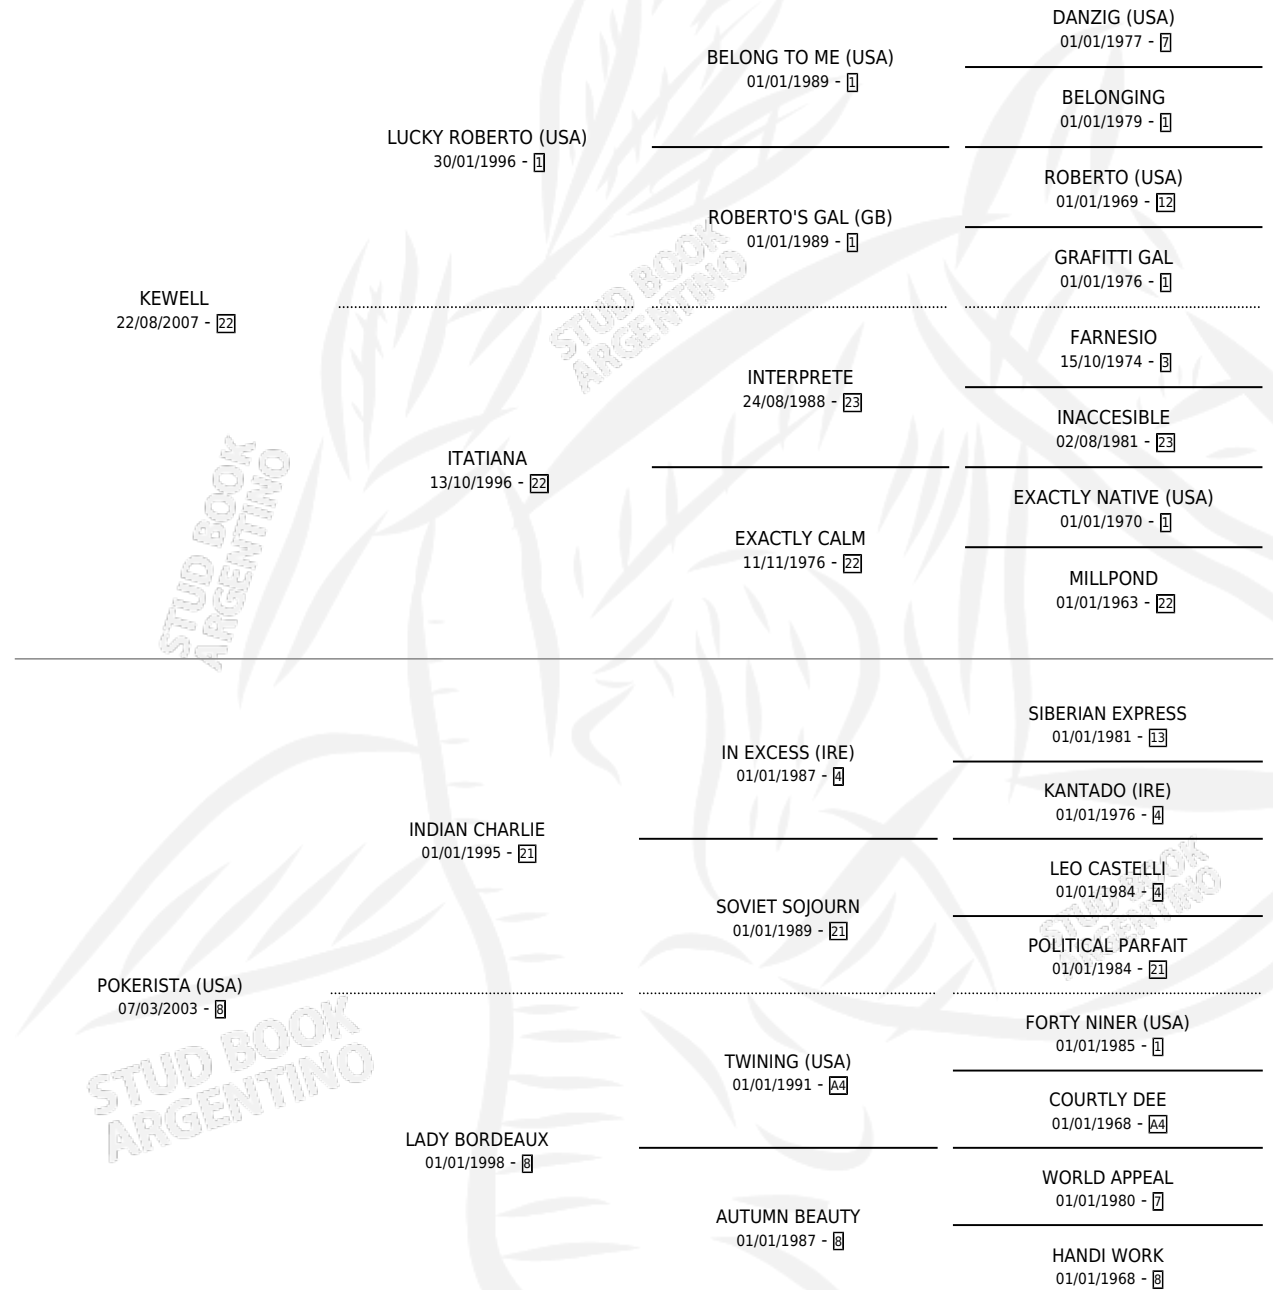 DANZIG (USA)
01/01/1977 - 7
BELONG TO ME (USA)
01/01/1989 - 1
BELONGING
01/01/1979 - 1
LUCKY ROBERTO (USA)
30/01/1996 - 1
ROBERTO (USA)
01/01/1969 - 12
ROBERTO'S GAL (GB)
01/01/1989 - 1
GRAFITTI GAL
01/01/1976 - 1
KEWELL
22/08/2007 - 22
FARNESIO
15/10/1974 - 3
INTERPRETE
24/08/1988 - 23
INACCESIBLE
02/08/1981 - 23
ITATIANA
13/10/1996 - 22
EXACTLY NATIVE (USA)
01/01/1970 - 1
EXACTLY CALM
11/11/1976 - 22
MILLPOND
01/01/1963 - 22
SIBERIAN EXPRESS
01/01/1981 - 13
IN EXCESS (IRE)
01/01/1987 - 4
KANTADO (IRE)
01/01/1976 - 4
INDIAN CHARLIE
01/01/1995 - 21
LEO CASTELLI
01/01/1984 - 4
SOVIET SOJOURN
01/01/1989 - 21
POLITICAL PARFAIT
01/01/1984 - 21
POKERISTA (USA)
07/03/2003 - 8
FORTY NINER (USA)
01/01/1985 - 1
TWINING (USA)
01/01/1991 - A4
COURTLY DEE
01/01/1968 - A4
LADY BORDEAUX
01/01/1998 - 8
WORLD APPEAL
01/01/1980 - 7
AUTUMN BEAUTY
01/01/1987 - 8
HANDI WORK
01/01/1968 - 8
STUD BOOK
ARGENTINO
STUD BOOK
ARGENTINO
STUD BOOK
ARGENTINO
STUD BOOK
ARGENTINO